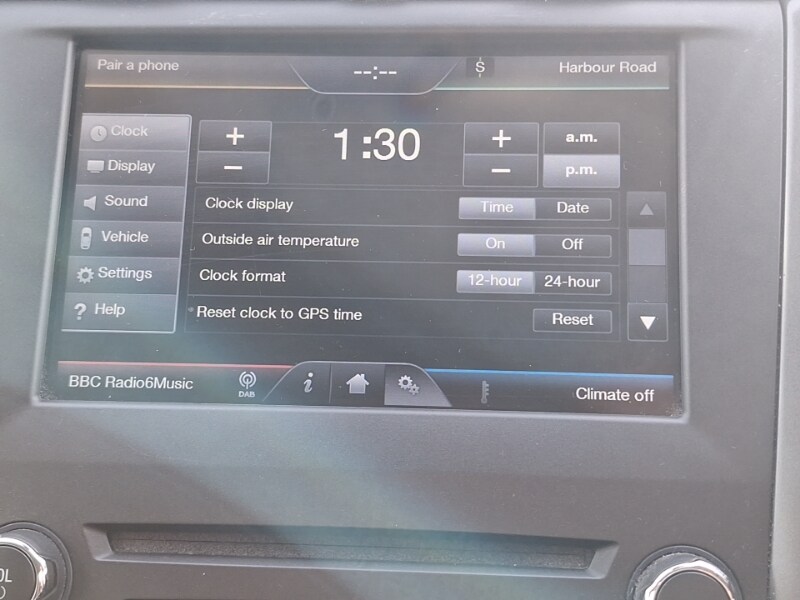 Pair a phone --:-- S Harbour Road
Clock + 1:30 + a.m.
Display − − p.m.
Sound Clock display Time Date
Vehicle Outside air temperature On Off
Settings Clock format 12-hour 24-hour
? Help Reset clock to GPS time Reset
BBC Radio6Music DAB i Climate off
OL